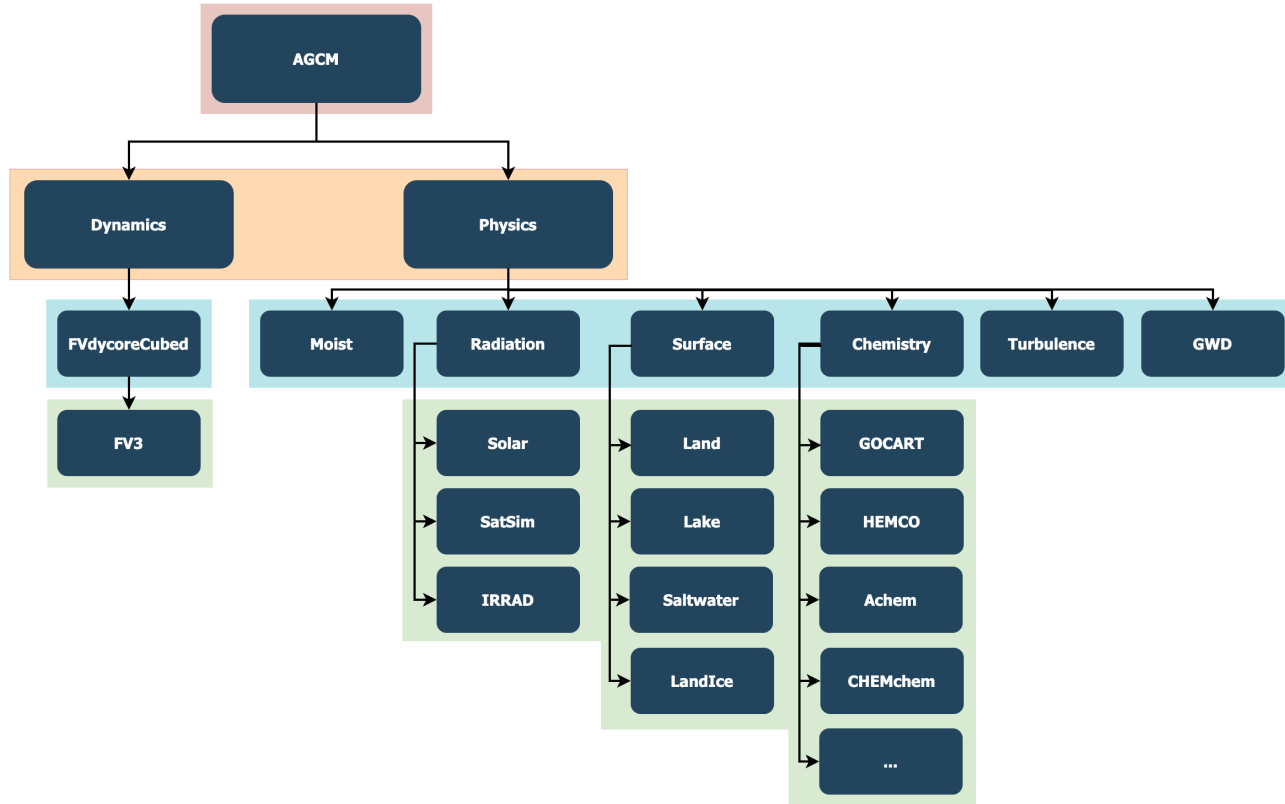 AGCM
Dynamics
Physics
FVdycoreCubed
Moist
Radiation
Surface
Chemistry
Turbulence
GWD
FV3
Solar
Land
GOCART
SatSim
Lake
HEMCO
IRRAD
Saltwater
Achem
LandIce
CHEMchem
...